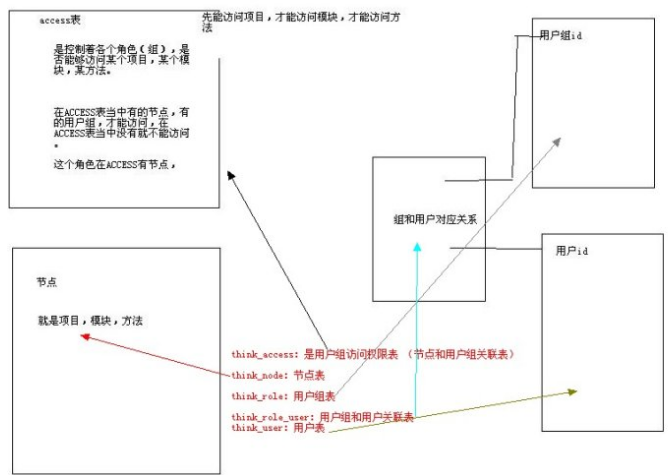 access表
先能访问项目，才能访问模块，才能访问方
法
是控制着各个角色（组），是
否能够访问某个项目，某个模
块，某方法。
在ACCESS表当中有的节点，有
的用户组，才能访问，在
ACCESS表当中没有就不能访问
。
这个角色在ACCESS有节点，
用户组id
组和用户对应关系
用户id
节点
就是项目，模块，方法
think_access: 是用户组访问权限表 （节点和用户组关联表）
think_node: 节点表
think_role: 用户组表
think_role_user: 用户组和用户关联表
think_user: 用户表